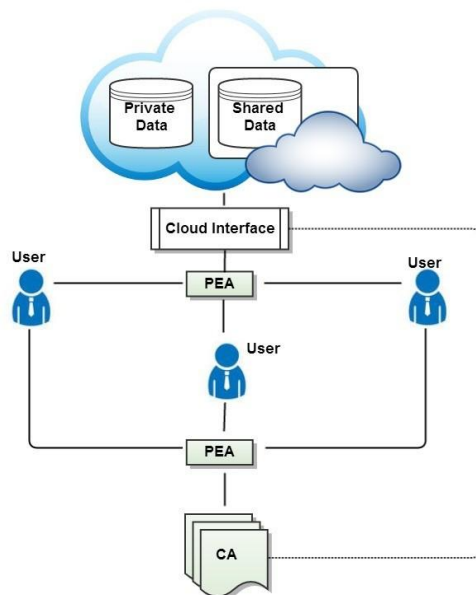 Private
Data
Shared
Data
Cloud Interface
User
User
PEA
User
PEA
CA